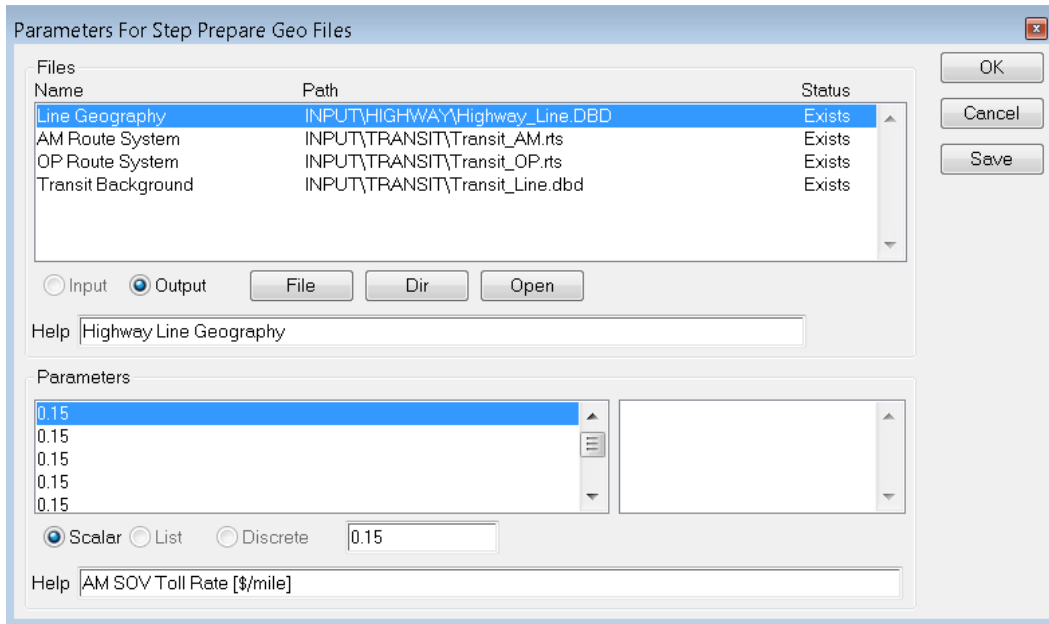 Parameters For Step Prepare Geo Files
Files
Name Path Status
Line Geography INPUT\HIGHWAY\Highway_Line.DBD Exists
AM Route System INPUT\TRANSIT\Transit_AM.rts Exists
OP Route System INPUT\TRANSIT\Transit_OP.rts Exists
Transit Background INPUT\TRANSIT\Transit_Line.dbd Exists
OK
Cancel
Save
Input Output File Dir Open
Help Highway Line Geography
Parameters
0.15
0.15
0.15
0.15
0.15
Scalar List Discrete 0.15
Help AM SOV Toll Rate [$/mile]